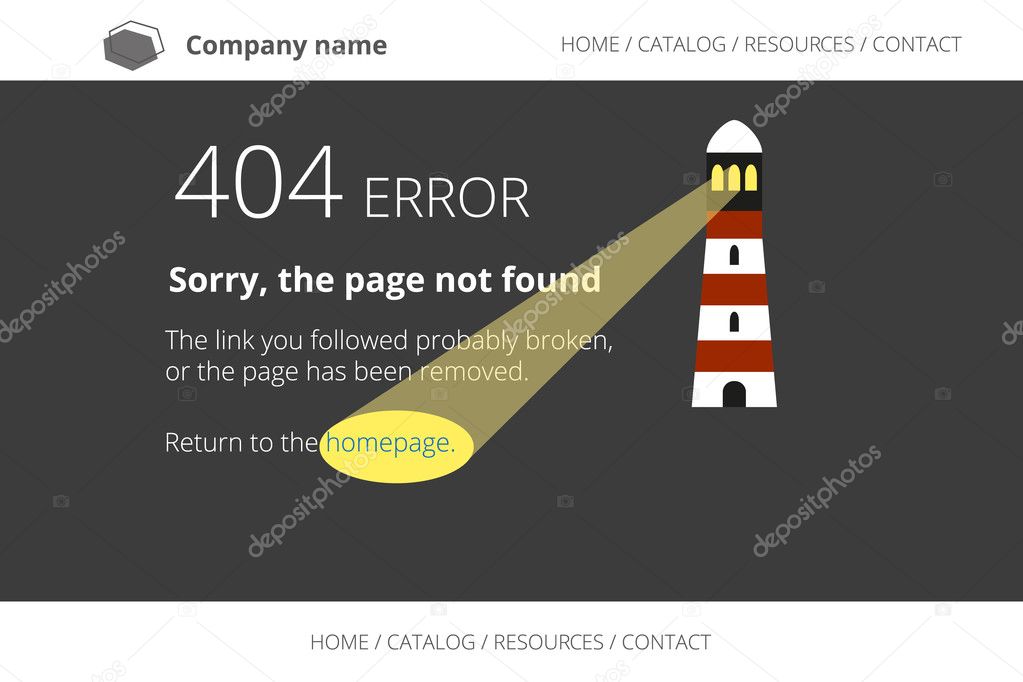 Company name
HOME / CATALOG / RESOURCES / CONTACT
404 ERROR
Sorry, the page not found
The link you followed probably broken,
or the page has been removed.
Return to the homepage.
HOME / CATALOG / RESOURCES / CONTACT
depositphotos
depositphotos
depositphotos
depositphotos
depositphotos
depositphotos